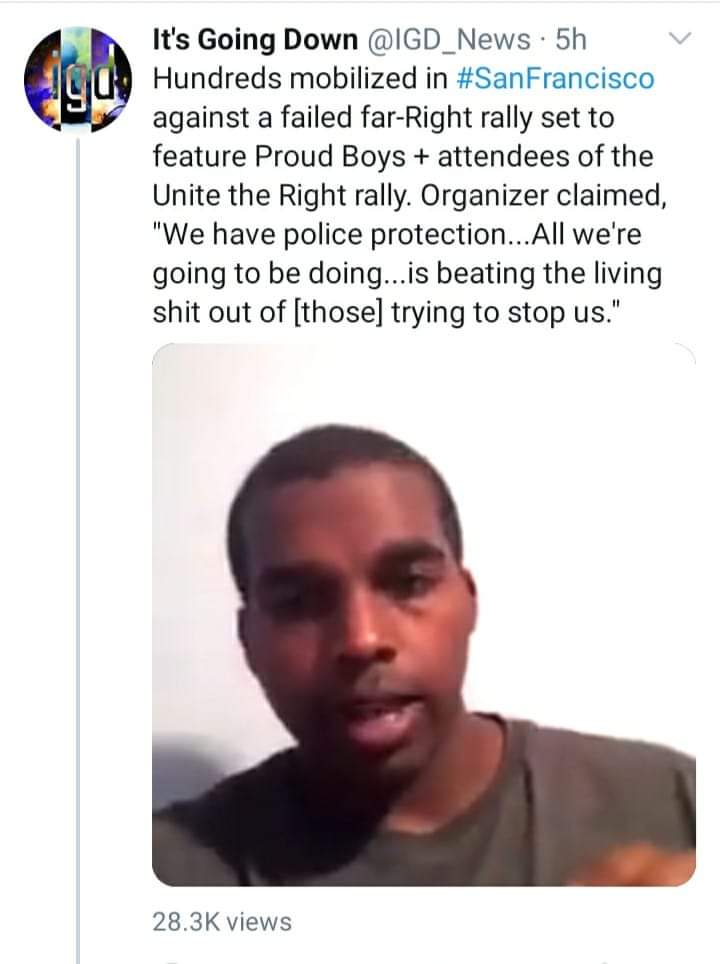 It's Going Down @IGD_News · 5h
igd
Hundreds mobilized in #SanFrancisco
against a failed far-Right rally set to
feature Proud Boys + attendees of the
Unite the Right rally. Organizer claimed,
"We have police protection...All we're
going to be doing...is beating the living
shit out of [those] trying to stop us."
28.3K views